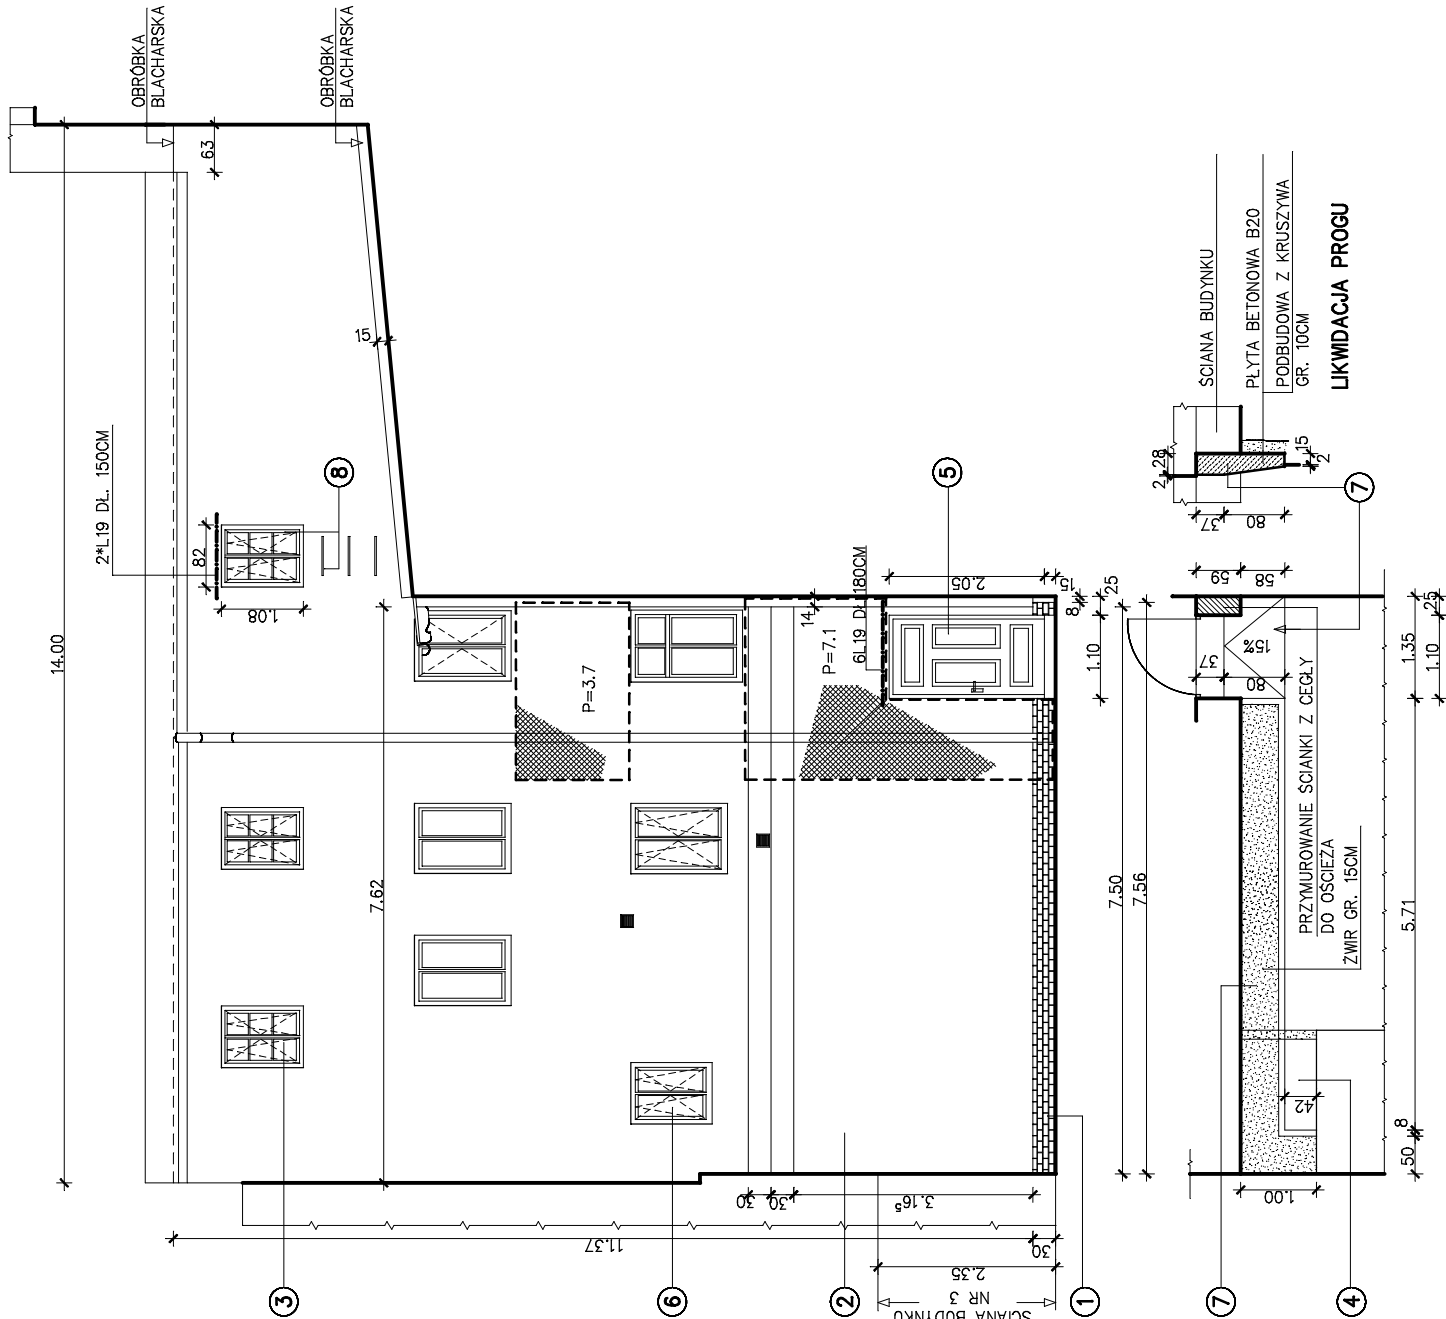 OBRÓBKA
BLACHARSKA
OBRÓBKA
BLACHARSKA
14.00
63
15
2*L19 DŁ. 150CM
82
1.08
8
7.62
P=3.7
P=7.1
14
6L19 DŁ.180CM
5
2.05
15
25
8
1.10
3
6
2
1
11.37
30
30
3.16⁵
30
2.35
ŚCIANA BUDYNKU
NR 3
7.50
7.56
ŚCIANA BUDYNKU
PŁYTA BETONOWA B20
PODBUDOWA Z KRUSZYWA
GR. 10CM
LIKWIDACJA PROGU
2
28
37
80
15
2
7
59
58
37
80
15%
25
1.35
1.10
PRZYMUROWANIE ŚCIANKI Z CEGŁY
DO OŚCIEŻA
ŻWIR GR. 15CM
5.71
42
8
50
1.00
7
4